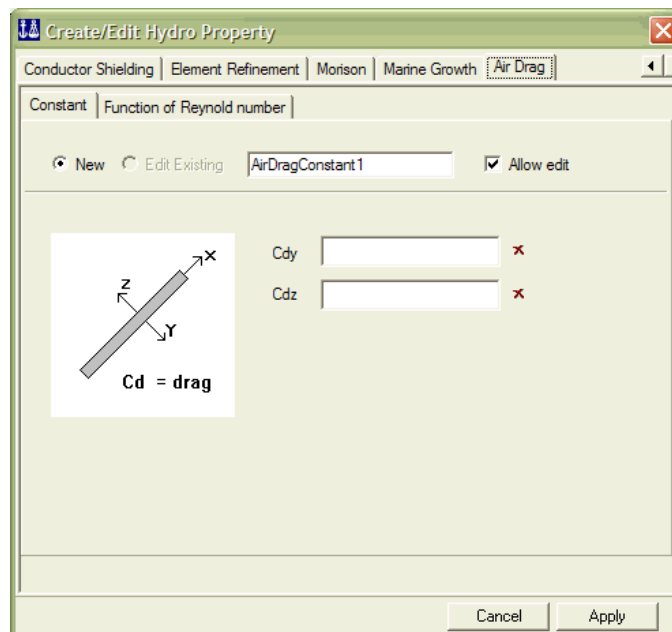 Create/Edit Hydro Property
Conductor Shielding Element Refinement Morison Marine Growth Air Drag
Constant Function of Reynold number
New Edit Existing AirDragConstant1 Allow edit
Cdy
Cdz
X
Z
Y
Cd = drag
Cancel Apply